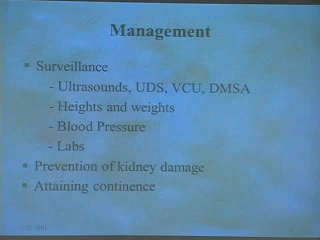 Management
▪ Surveillance
- Ultrasounds, UDS, VCU, DMSA
- Heights and weights
- Blood Pressure
- Labs
▪ Prevention of kidney damage
▪ Attaining continence